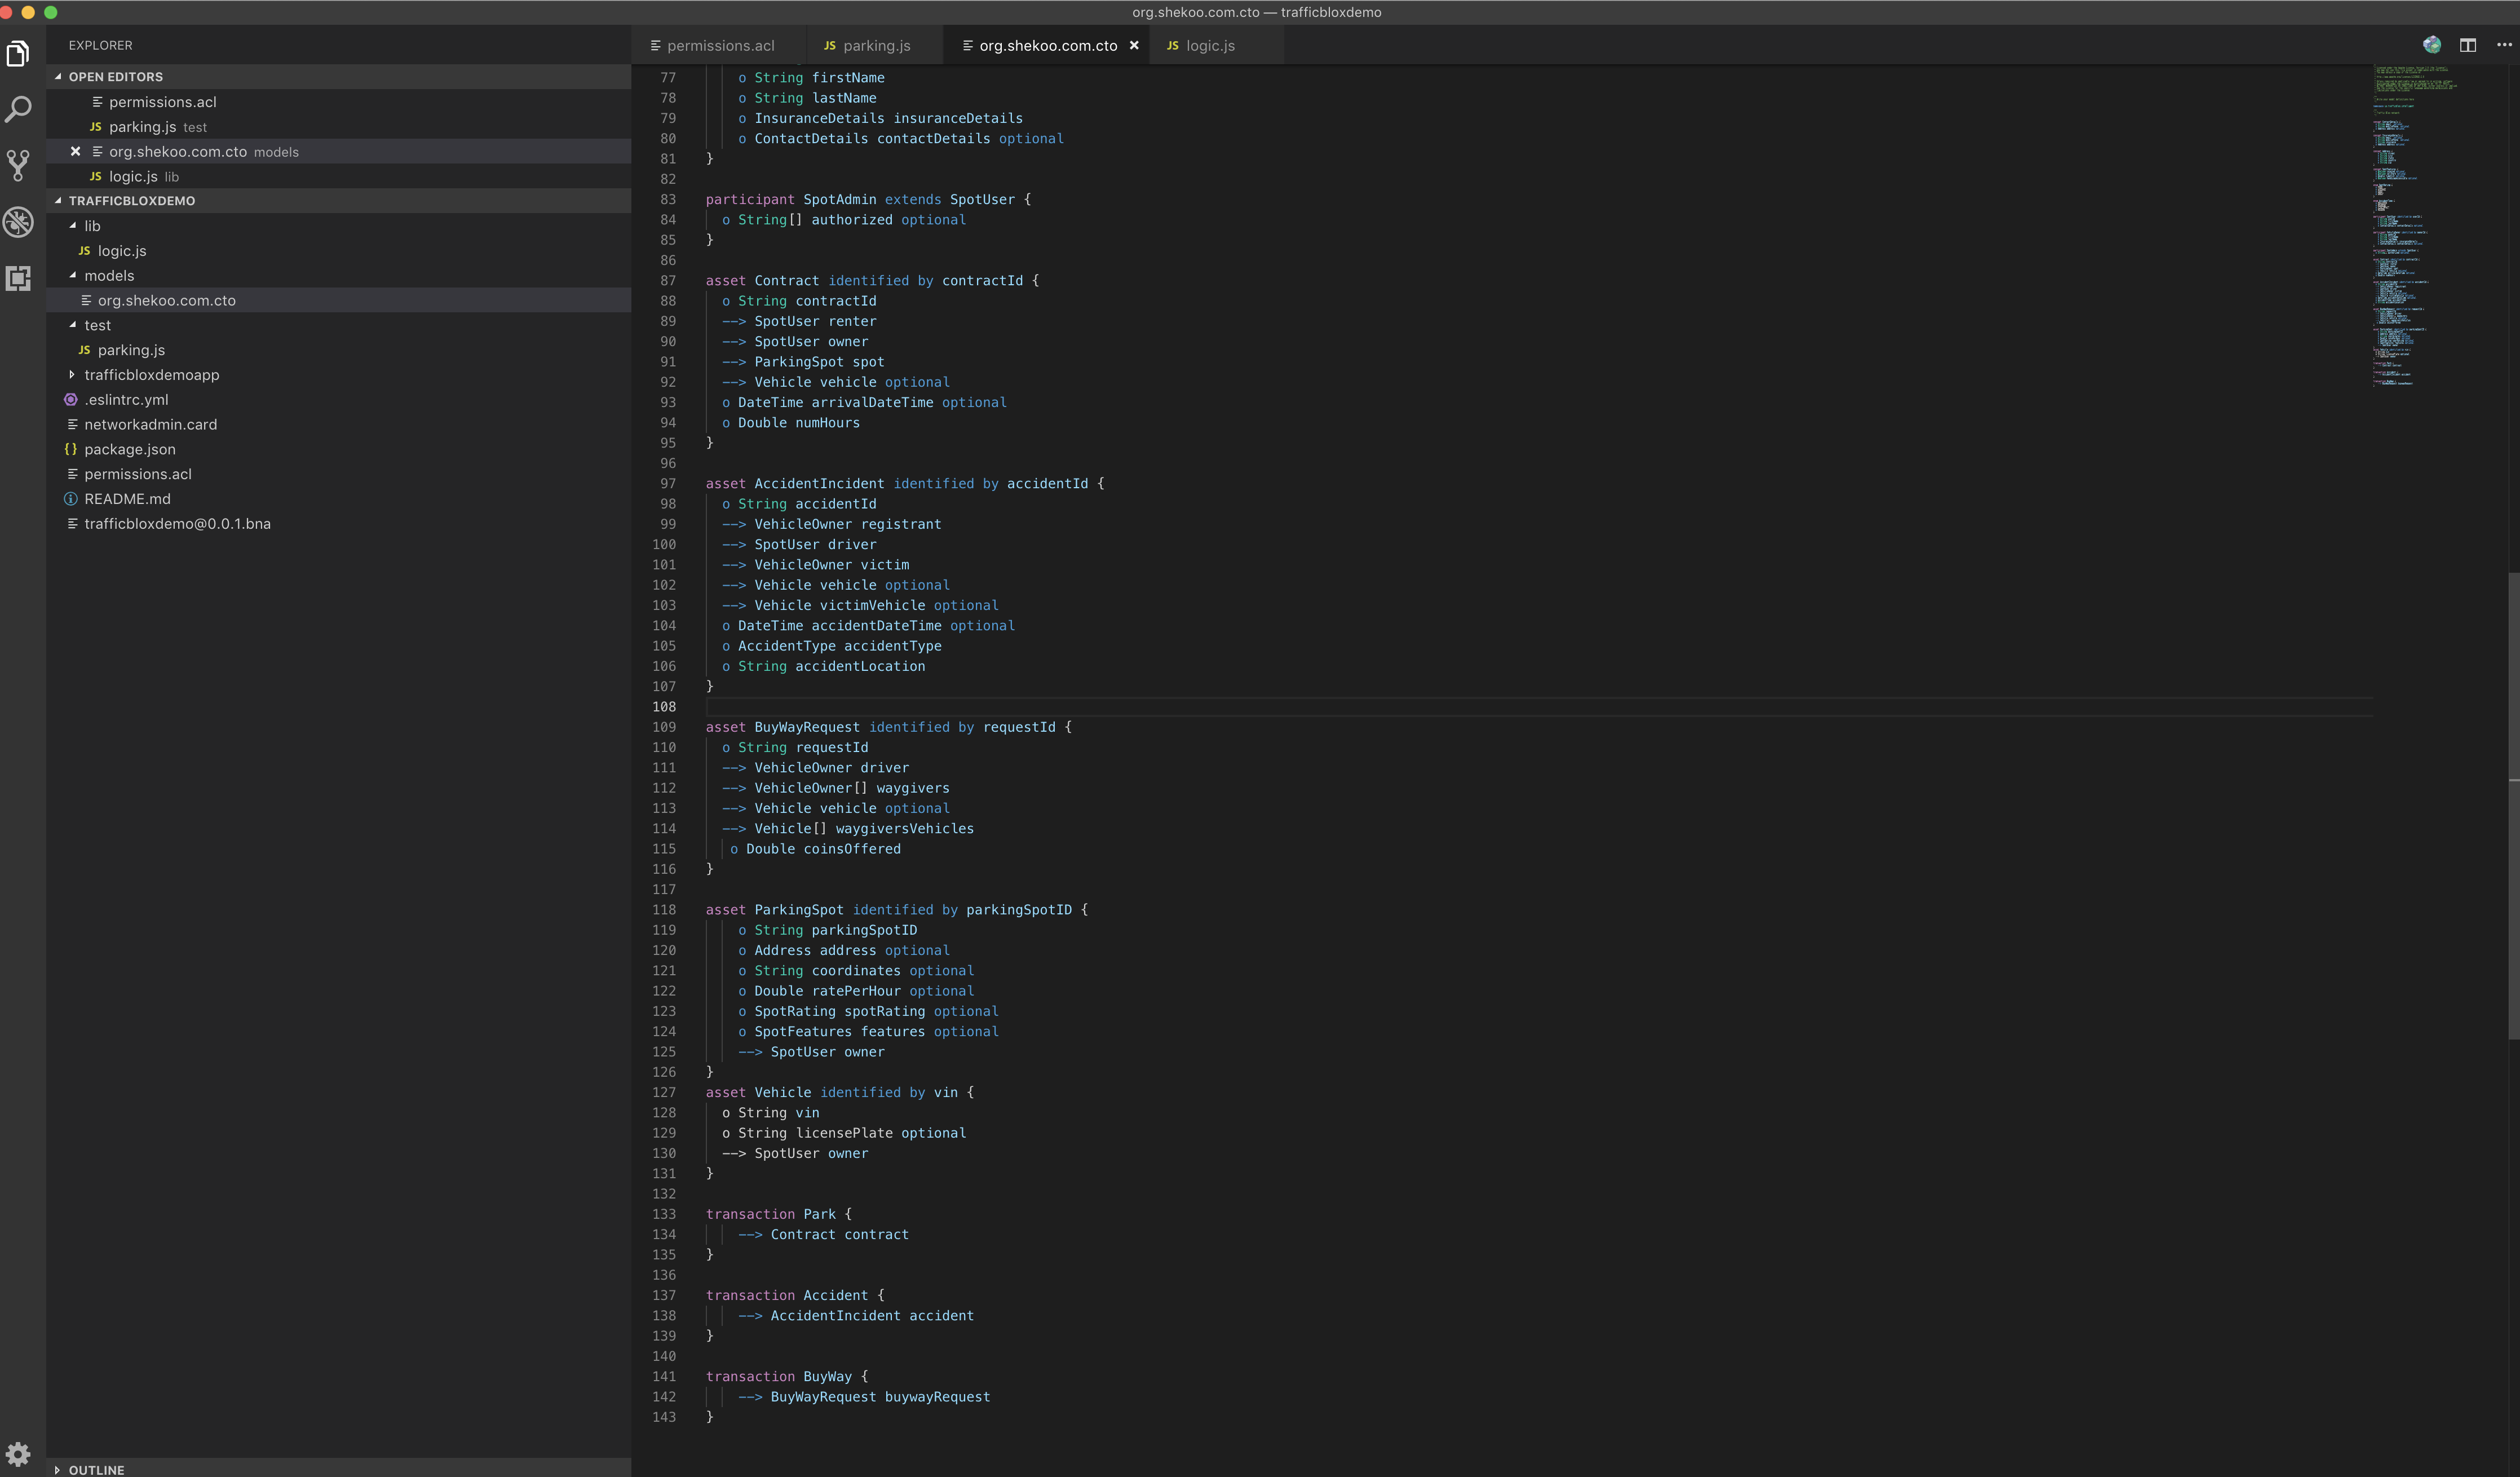 org.shekoo.com.cto — trafficbloxdemo
EXPLORER
OPEN EDITORS
permissions.acl
JS parking.js test
org.shekoo.com.cto models
JS logic.js lib
TRAFFICBLOXDEMO
lib
JS logic.js
models
org.shekoo.com.cto
test
JS parking.js
trafficbloxdemoapp
.eslintrc.yml
networkadmin.card
{} package.json
permissions.acl
README.md
trafficbloxdemo@0.0.1.bna
OUTLINE
permissions.acl JS parking.js org.shekoo.com.cto JS logic.js
77 o String firstName
78 o String lastName
79 o InsuranceDetails insuranceDetails
80 o ContactDetails contactDetails optional
81 }
82
83 participant SpotAdmin extends SpotUser {
84 o String[] authorized optional
85 }
86
87 asset Contract identified by contractId {
88 o String contractId
89 --> SpotUser renter
90 --> SpotUser owner
91 --> ParkingSpot spot
92 --> Vehicle vehicle optional
93 o DateTime arrivalDateTime optional
94 o Double numHours
95 }
96
97 asset AccidentIncident identified by accidentId {
98 o String accidentId
99 --> VehicleOwner registrant
100 --> SpotUser driver
101 --> VehicleOwner victim
102 --> Vehicle vehicle optional
103 --> Vehicle victimVehicle optional
104 o DateTime accidentDateTime optional
105 o AccidentType accidentType
106 o String accidentLocation
107 }
108
109 asset BuyWayRequest identified by requestId {
110 o String requestId
111 --> VehicleOwner driver
112 --> VehicleOwner[] waygivers
113 --> Vehicle vehicle optional
114 --> Vehicle[] waygiversVehicles
115 o Double coinsOffered
116 }
117
118 asset ParkingSpot identified by parkingSpotID {
119 o String parkingSpotID
120 o Address address optional
121 o String coordinates optional
122 o Double ratePerHour optional
123 o SpotRating spotRating optional
124 o SpotFeatures features optional
125 --> SpotUser owner
126 }
127 asset Vehicle identified by vin {
128 o String vin
129 o String licensePlate optional
130 --> SpotUser owner
131 }
132
133 transaction Park {
134 --> Contract contract
135 }
136
137 transaction Accident {
138 --> AccidentIncident accident
139 }
140
141 transaction BuyWay {
142 --> BuyWayRequest buywayRequest
143 }